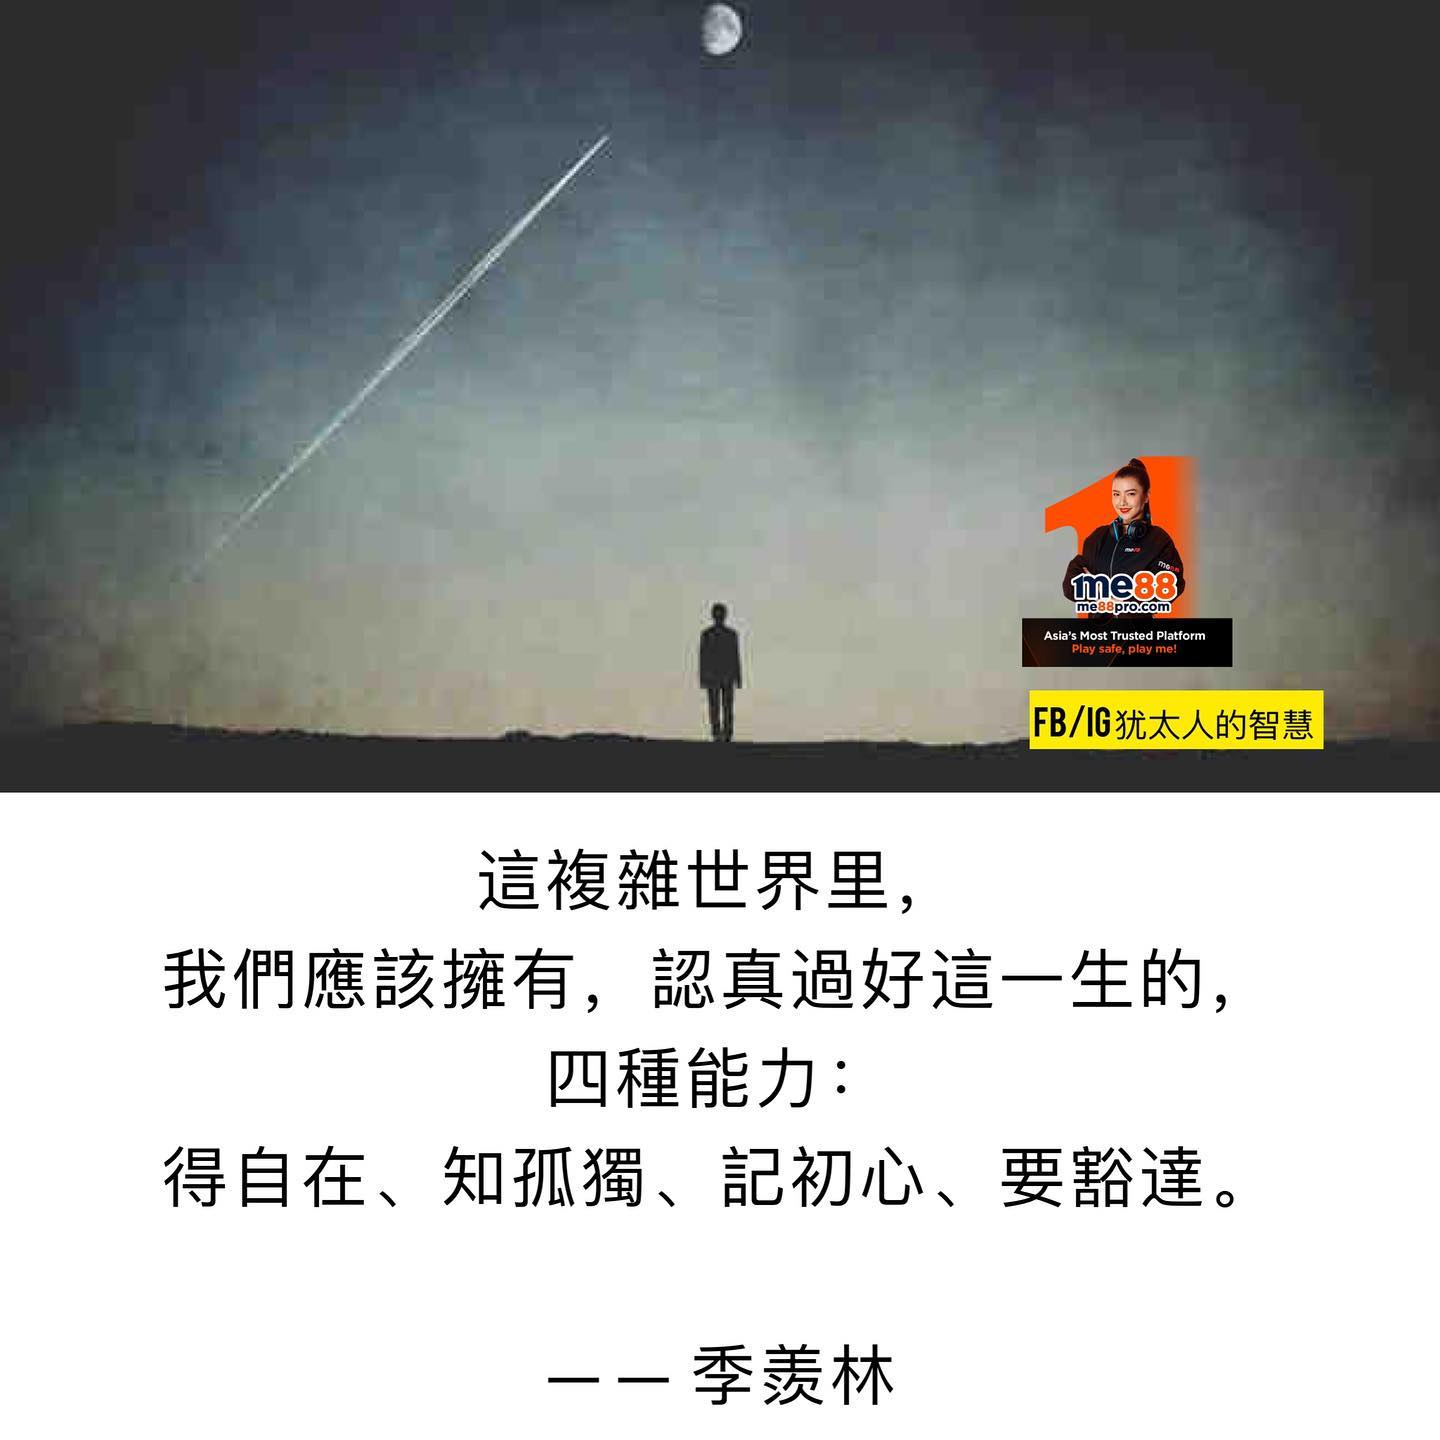 me88
me88
me88
me88pro.com
Asia's Most Trusted Platform
Play safe, play me!
FB/IG犹太人的智慧
這複雜世界里，
我們應該擁有，認真過好這一生的，
四種能力：
得自在、知孤獨、記初心、要豁達。
—— 季羨林